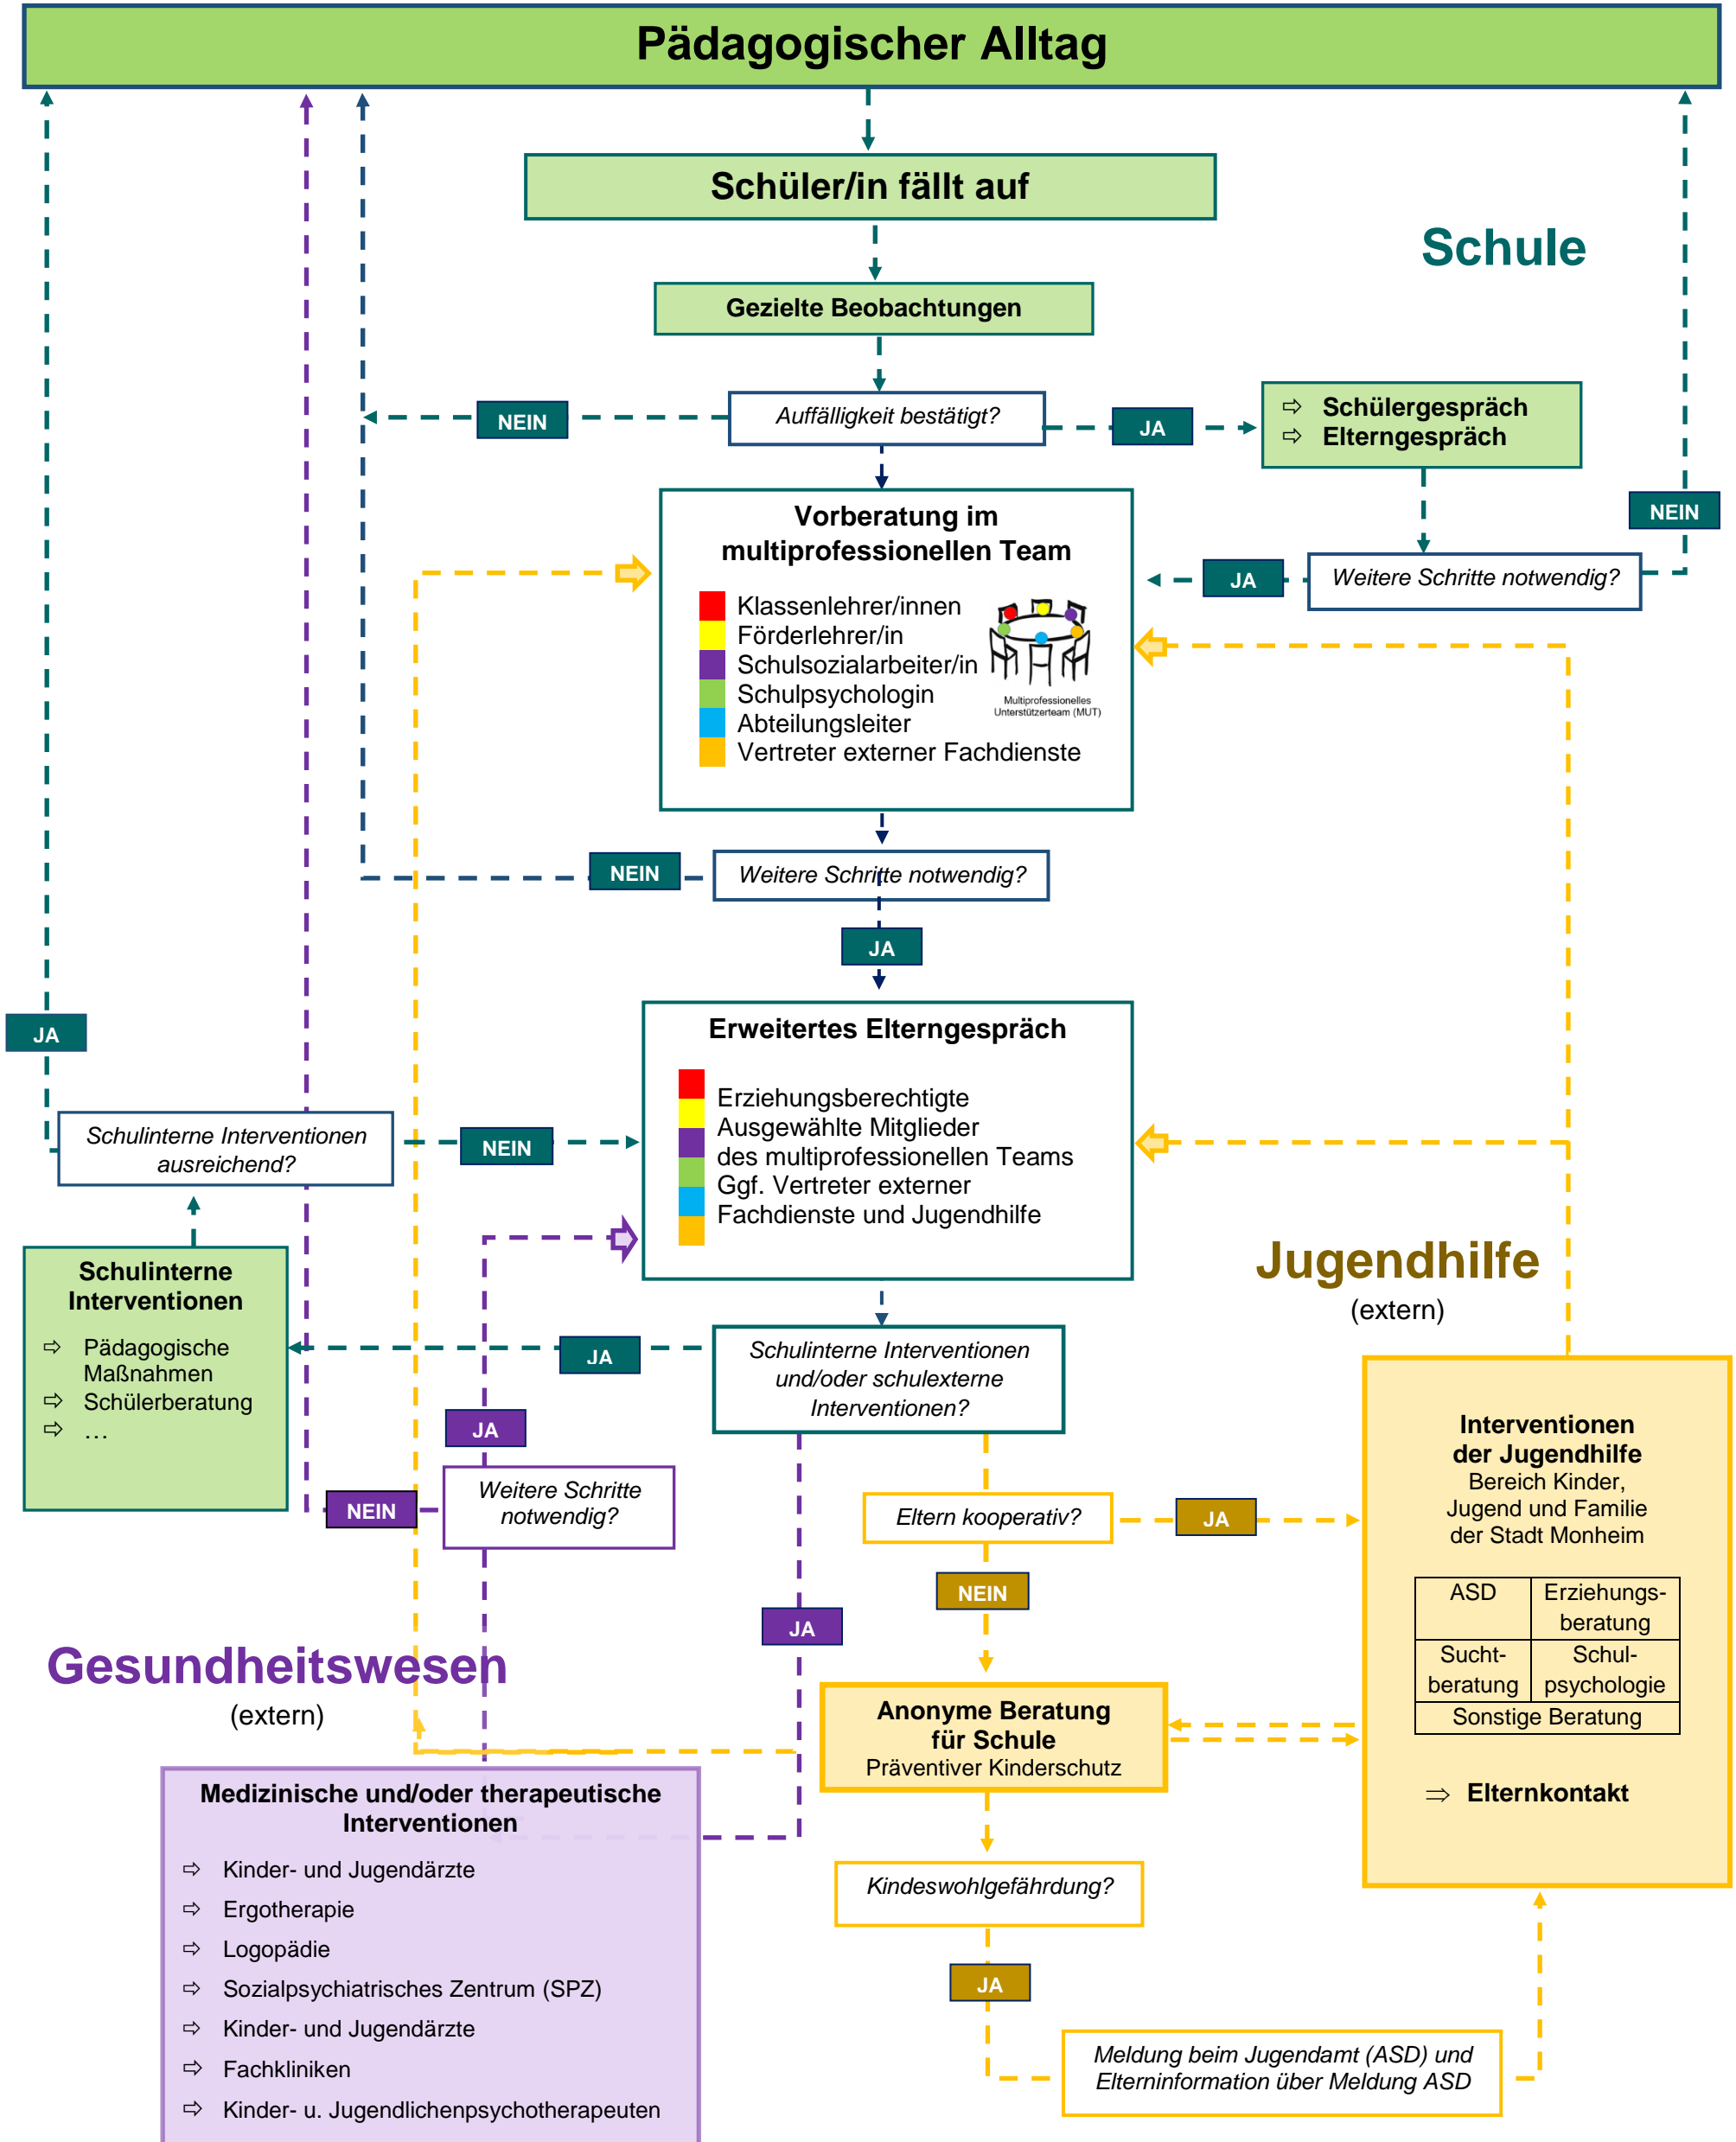 Pädagogischer Alltag
Schüler/in fällt auf
Schule
Gezielte Beobachtungen
Auffälligkeit bestätigt?
NEIN
JA
⇨ Schülergespräch
⇨ Elterngespräch
NEIN
Weitere Schritte notwendig?
JA
Vorberatung im
multiprofessionellen Team
Klassenlehrer/innen
Förderlehrer/in
Schulsozialarbeiter/in
Schulpsychologin
Abteilungsleiter
Vertreter externer Fachdienste
Multiprofessionelles
Unterstützerteam (MUT)
NEIN
Weitere Schritte notwendig?
JA
Erweitertes Elterngespräch
Erziehungsberechtigte
Ausgewählte Mitglieder
des multiprofessionellen Teams
Ggf. Vertreter externer
Fachdienste und Jugendhilfe
JA
Schulinterne Interventionen
ausreichend?
NEIN
Schulinterne
Interventionen
⇨ Pädagogische
Maßnahmen
⇨ Schülerberatung
⇨ …
JA
Schulinterne Interventionen
und/oder schulexterne
Interventionen?
Jugendhilfe
(extern)
JA
Weitere Schritte
notwendig?
NEIN
Eltern kooperativ?
JA
NEIN
JA
Interventionen
der Jugendhilfe
Bereich Kinder,
Jugend und Familie
der Stadt Monheim
ASD
Erziehungs-
beratung
Sucht-
beratung
Schul-
psychologie
Sonstige Beratung
⇒ Elternkontakt
Gesundheitswesen
(extern)
Anonyme Beratung
für Schule
Präventiver Kinderschutz
Medizinische und/oder therapeutische
Interventionen
⇨ Kinder- und Jugendärzte
⇨ Ergotherapie
⇨ Logopädie
⇨ Sozialpsychiatrisches Zentrum (SPZ)
⇨ Kinder- und Jugendärzte
⇨ Fachkliniken
⇨ Kinder- u. Jugendlichenpsychotherapeuten
Kindeswohlgefährdung?
JA
Meldung beim Jugendamt (ASD) und
Elterninformation über Meldung ASD